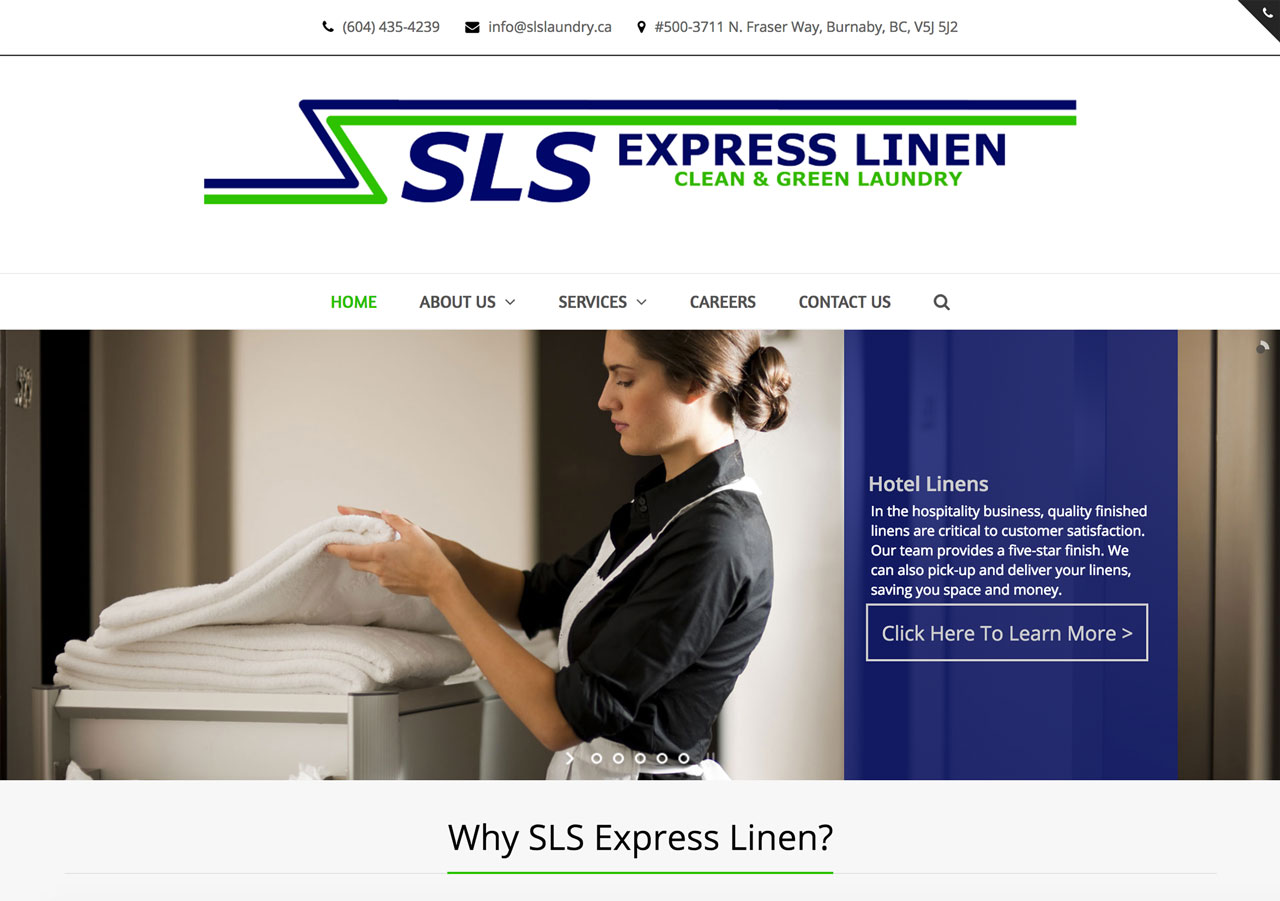 (604) 435-4239 info@slslaundry.ca #500-3711 N. Fraser Way, Burnaby, BC, V5J 5J2
SLS EXPRESS LINEN
CLEAN & GREEN LAUNDRY
HOME ABOUT US SERVICES CAREERS CONTACT US
Hotel Linens
In the hospitality business, quality finished
linens are critical to customer satisfaction.
Our team provides a five-star finish. We
can also pick-up and deliver your linens,
saving you space and money.
Click Here To Learn More >
Why SLS Express Linen?